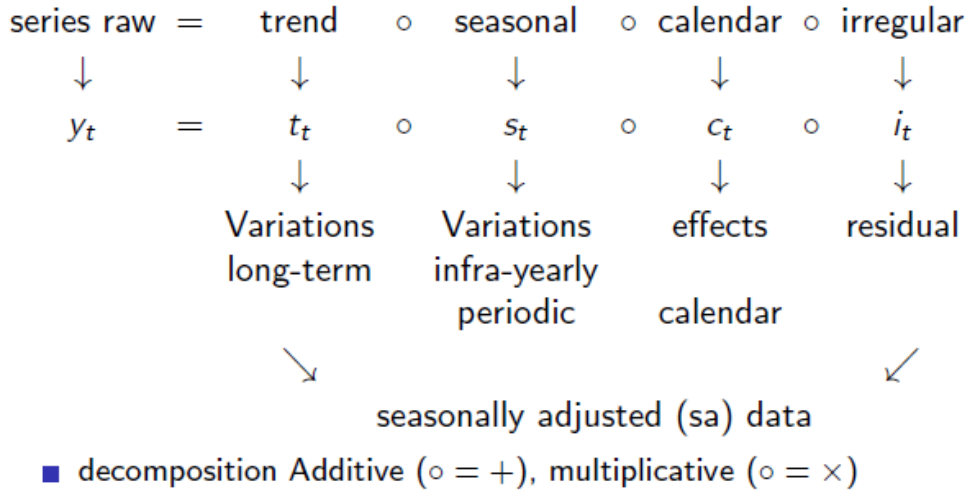 series raw = trend ∘ seasonal ∘ calendar ∘ irregular
↓ ↓ ↓ ↓ ↓
y_t = t_t ∘ s_t ∘ c_t ∘ i_t
↓ ↓ ↓ ↓
Variations Variations effects residual
long-term infra-yearly
periodic calendar
↘ ↙
seasonally adjusted (sa) data
■ decomposition Additive (∘ = +), multiplicative (∘ = ×)